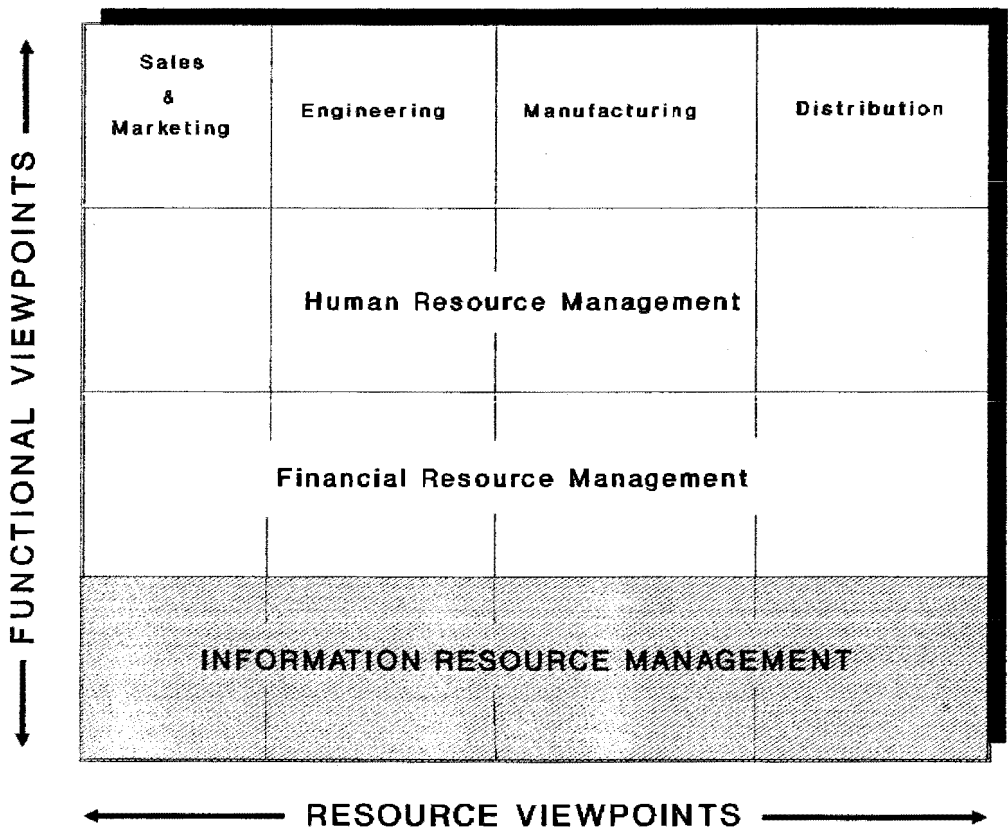 Sales
&
Marketing
Engineering
Manufacturing
Distribution
Human Resource Management
Financial Resource Management
INFORMATION RESOURCE MANAGEMENT
FUNCTIONAL VIEWPOINTS
RESOURCE VIEWPOINTS